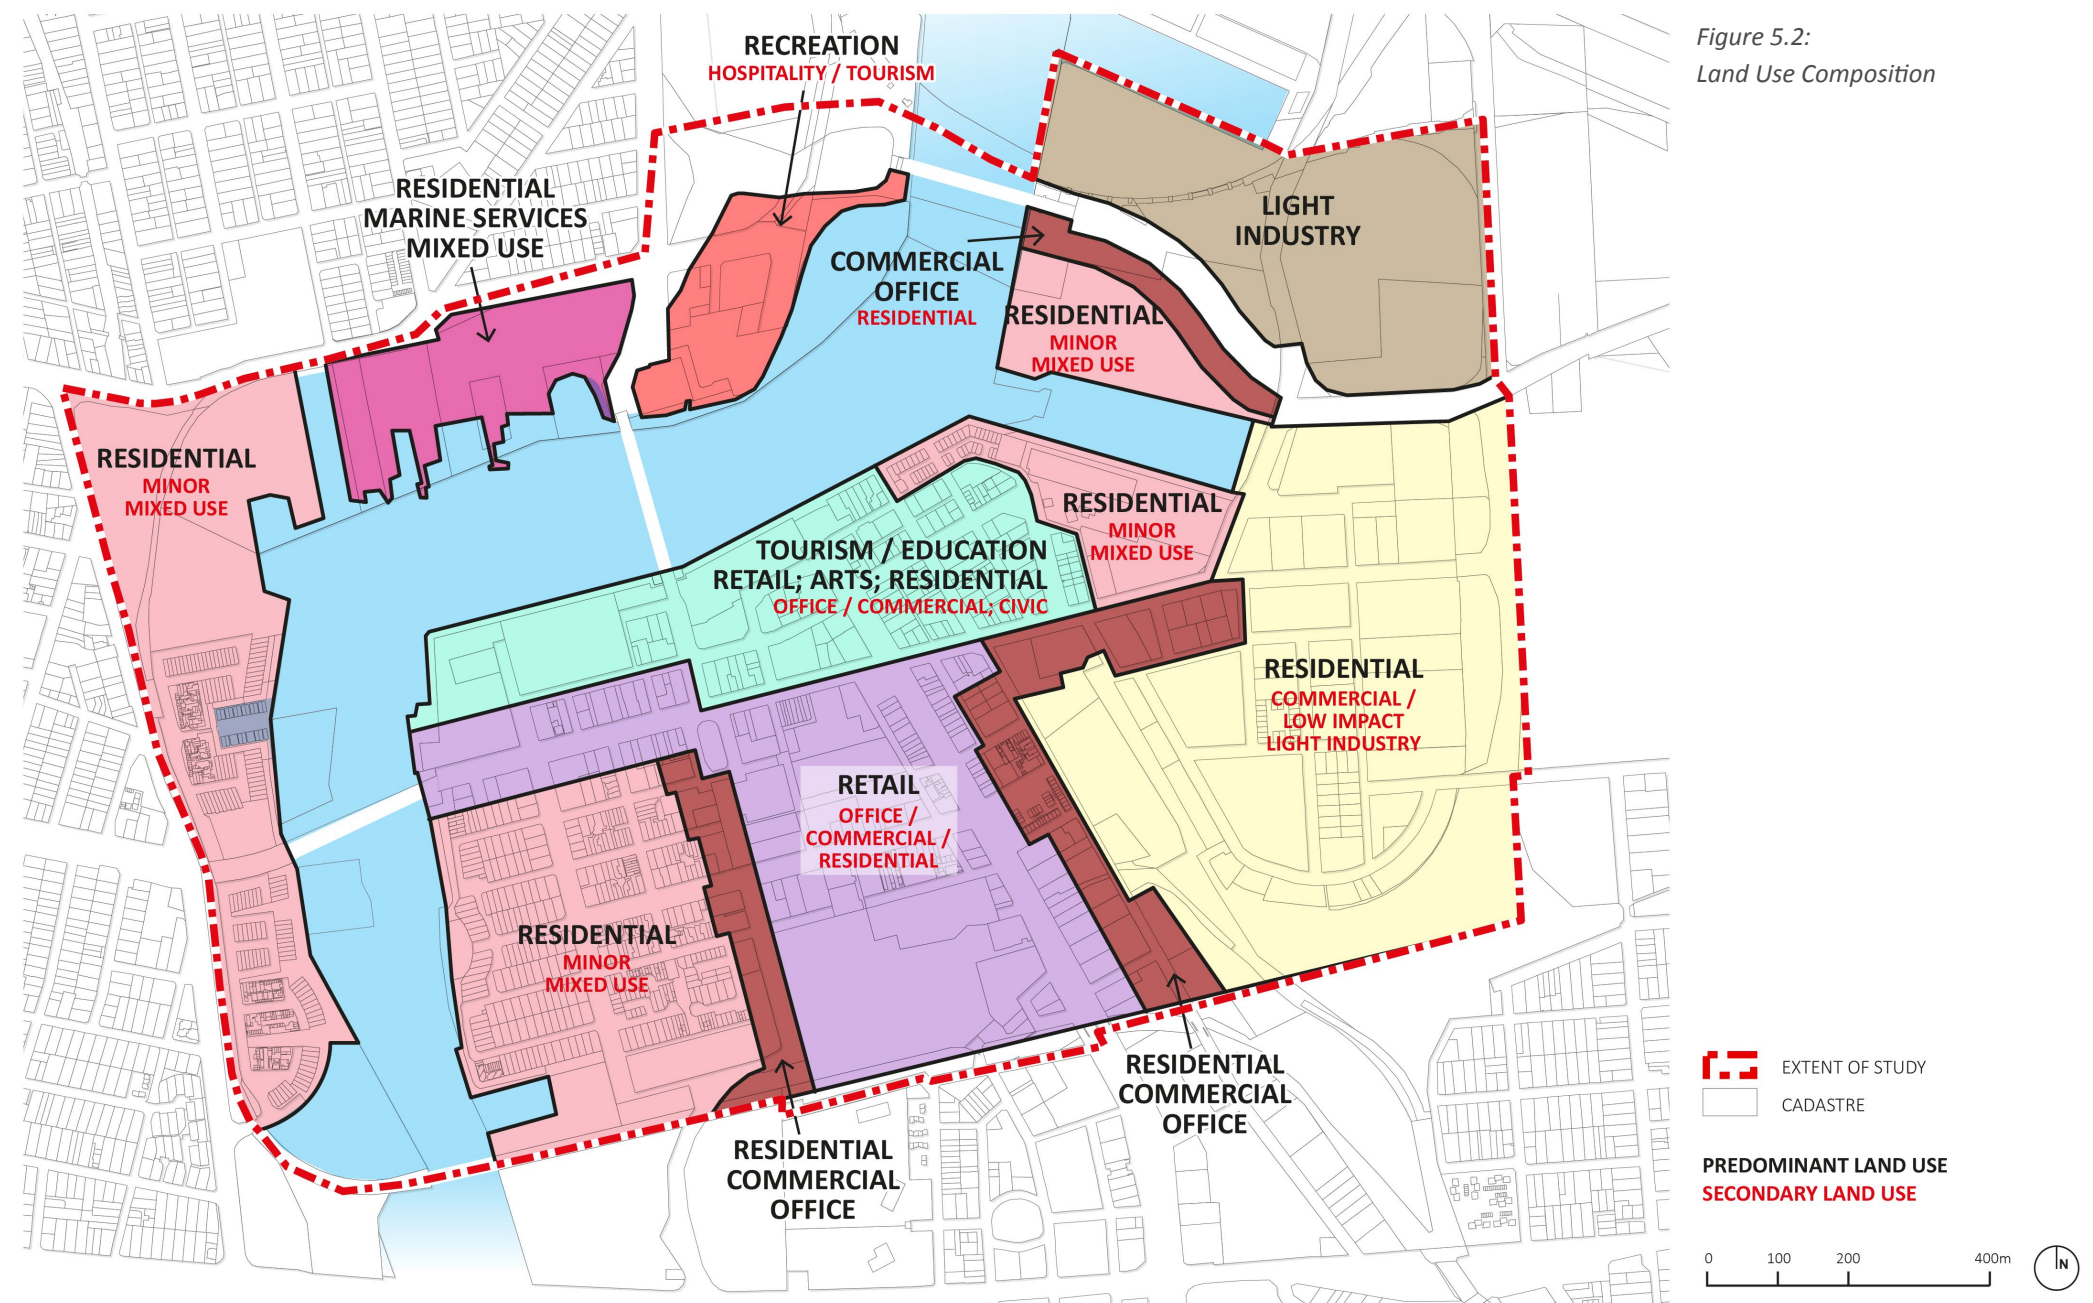 Figure 5.2:
Land Use Composition
RECREATION
HOSPITALITY / TOURISM
RESIDENTIAL
MARINE SERVICES
MIXED USE
LIGHT
INDUSTRY
COMMERCIAL
OFFICE
RESIDENTIAL
RESIDENTIAL
MINOR
MIXED USE
RESIDENTIAL
MINOR
MIXED USE
RESIDENTIAL
MINOR
MIXED USE
TOURISM / EDUCATION
RETAIL; ARTS; RESIDENTIAL
OFFICE / COMMERCIAL; CIVIC
RESIDENTIAL
COMMERCIAL /
LOW IMPACT
LIGHT INDUSTRY
RETAIL
OFFICE /
COMMERCIAL /
RESIDENTIAL
RESIDENTIAL
MINOR
MIXED USE
RESIDENTIAL
COMMERCIAL
OFFICE
RESIDENTIAL
COMMERCIAL
OFFICE
EXTENT OF STUDY
CADASTRE
PREDOMINANT LAND USE
SECONDARY LAND USE
0 100 200 400m
N